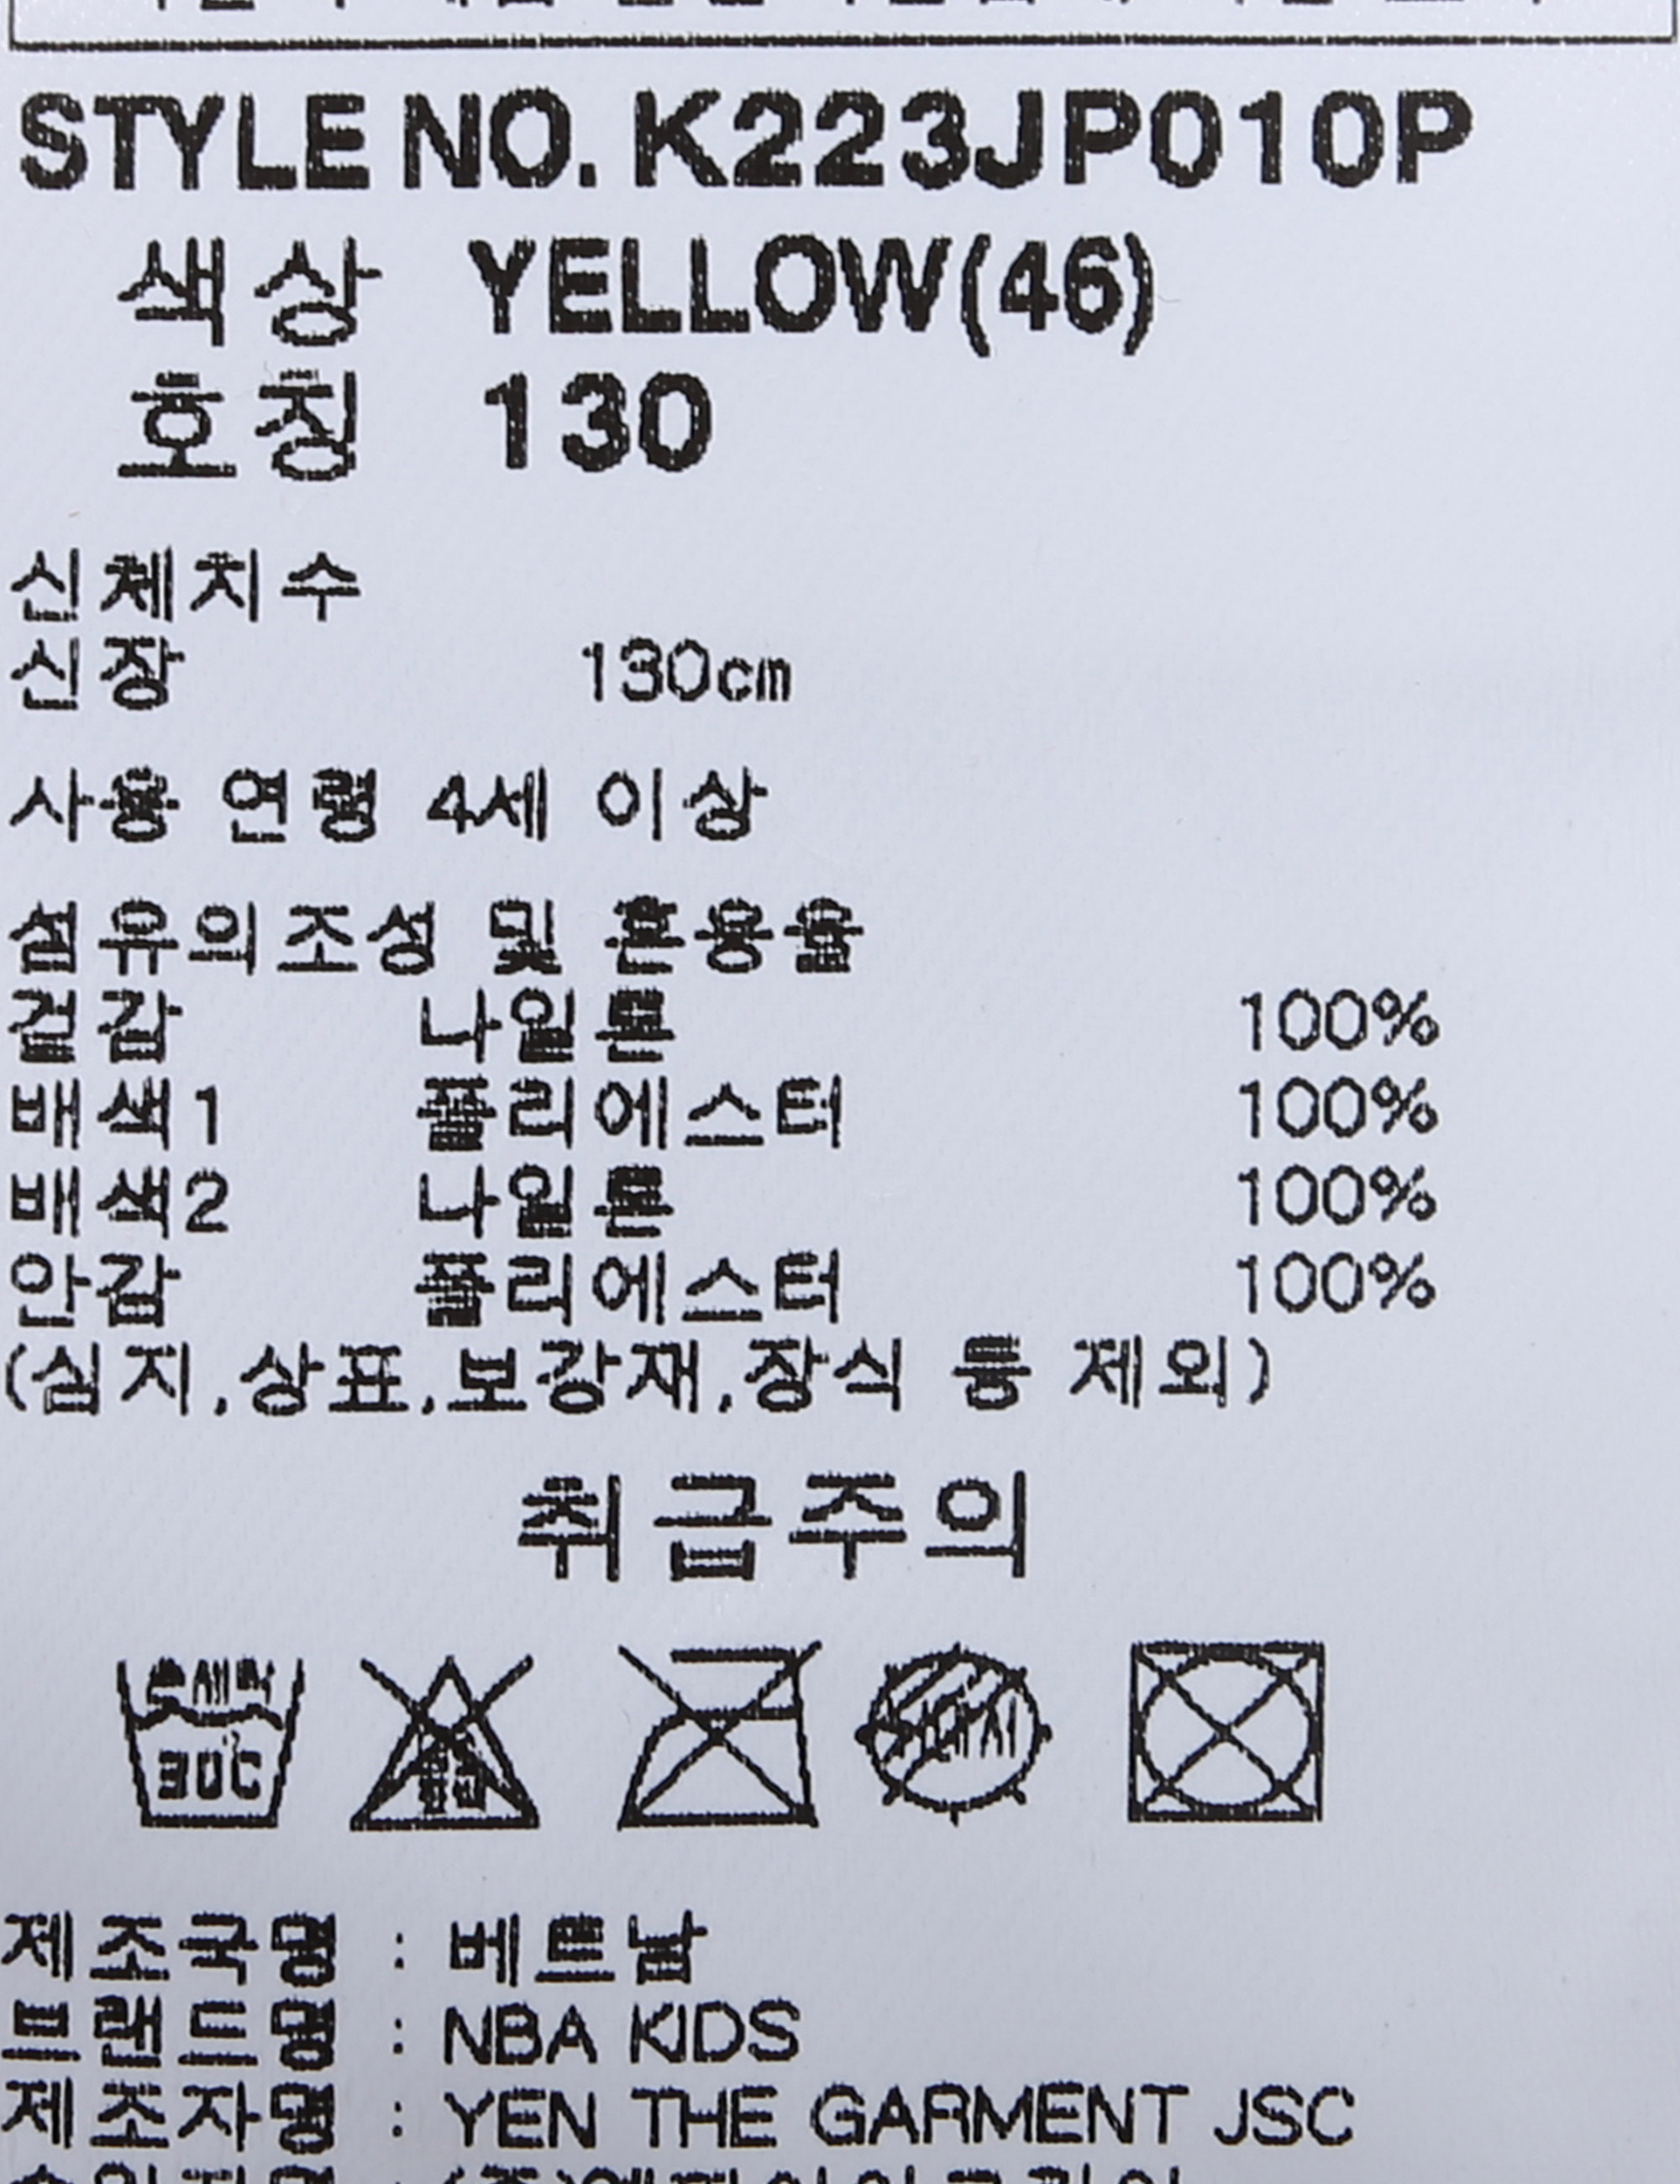 STYLE NO. K223JP010P
색상 YELLOW(46)
호칭 130
신체치수
신장 130cm
사용 연령 4세 이상
섬유의조성 및 혼용율
겉감 나일론 100%
배색1 폴리에스터 100%
배색2 나일론 100%
안감 폴리에스터 100%
(심지,상표,보강재,장식 등 제외)
취급주의
손세탁
30C
제조국명 : 베트남
브랜드명 : NBA KIDS
제조자명 : YEN THE GARMENT JSC